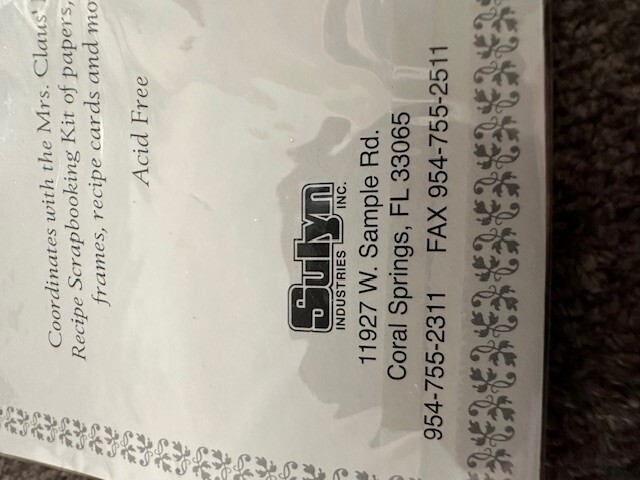 Coordinates with the Mrs. Claus'
Recipe Scrapbooking Kit of papers,
frames, recipe cards and
Acid Free
Sulyn
INDUSTRIES INC.
11927 W. Sample Rd.
Coral Springs, FL 33065
954-755-2311 FAX 954-755-2511